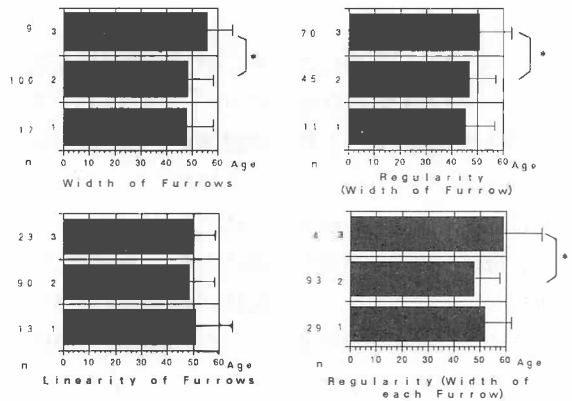 9 3
100 2 *
17 1
0 10 20 30 40 50 60 Age
n
Width of Furrows
70 3
45 2 *
11 1
0 10 20 30 40 50 60 Age
n
Regularity
(Width of Furrow)
23 3
90 2
13 1
0 10 20 30 40 50 60 Age
n
Linearity of Furrows
4 3
93 2 *
29 1
0 10 20 30 40 50 60 Age
n
Regularity (Width of
each Furrow)